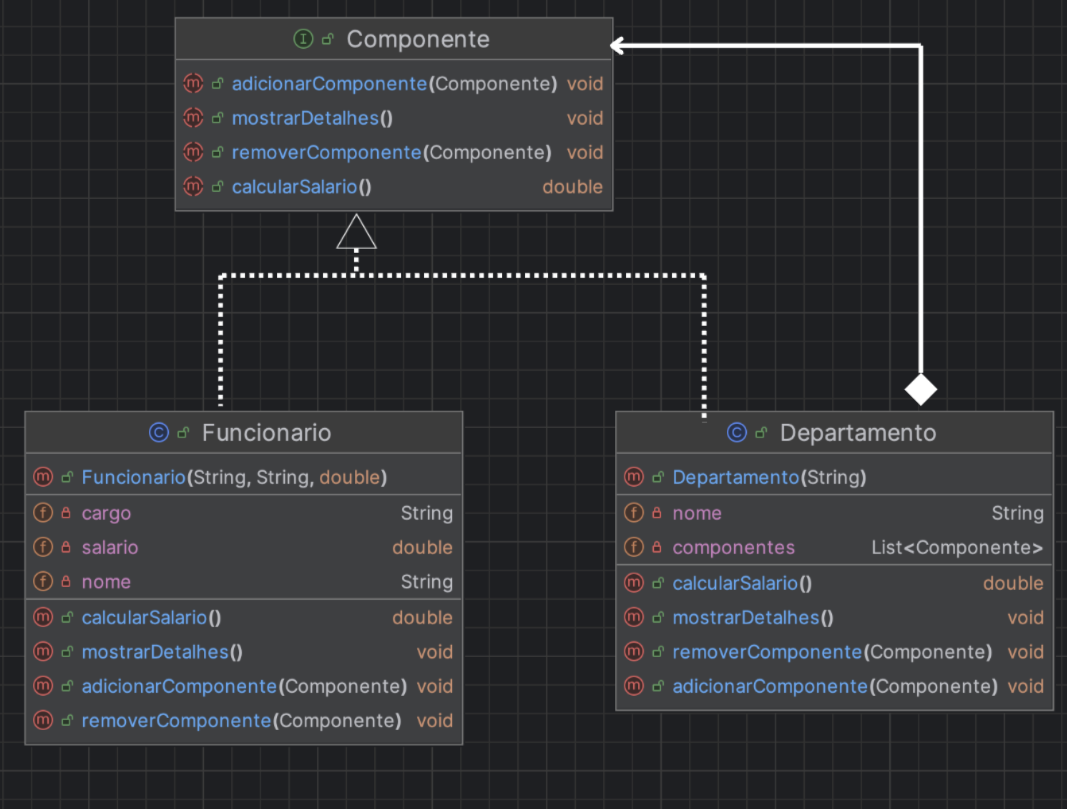 Componente
adicionarComponente(Componente) void
mostrarDetalhes() void
removerComponente(Componente) void
calcularSalario() double
Funcionario
Funcionario(String, String, double)
cargo String
salario double
nome String
calcularSalario() double
mostrarDetalhes() void
adicionarComponente(Componente) void
removerComponente(Componente) void
Departamento
Departamento(String)
nome String
componentes List<Componente>
calcularSalario() double
mostrarDetalhes() void
removerComponente(Componente) void
adicionarComponente(Componente) void